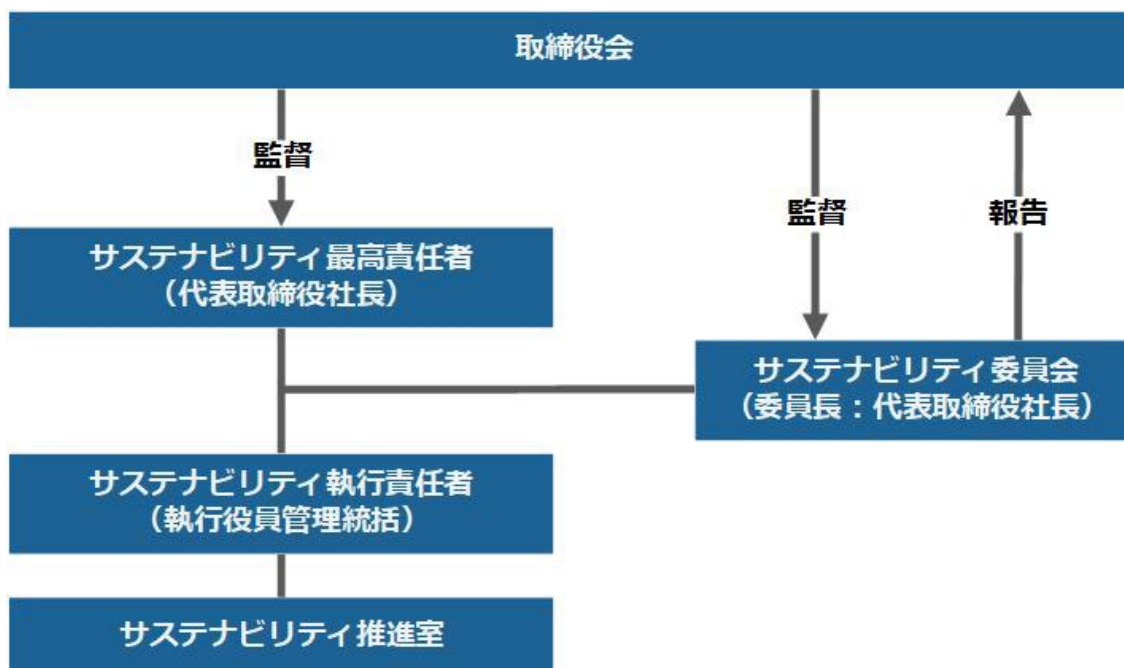 取締役会
監督
監督
報告
サステナビリティ最高責任者
（代表取締役社長）
サステナビリティ委員会
（委員長：代表取締役社長）
サステナビリティ執行責任者
（執行役員管理統括）
サステナビリティ推進室